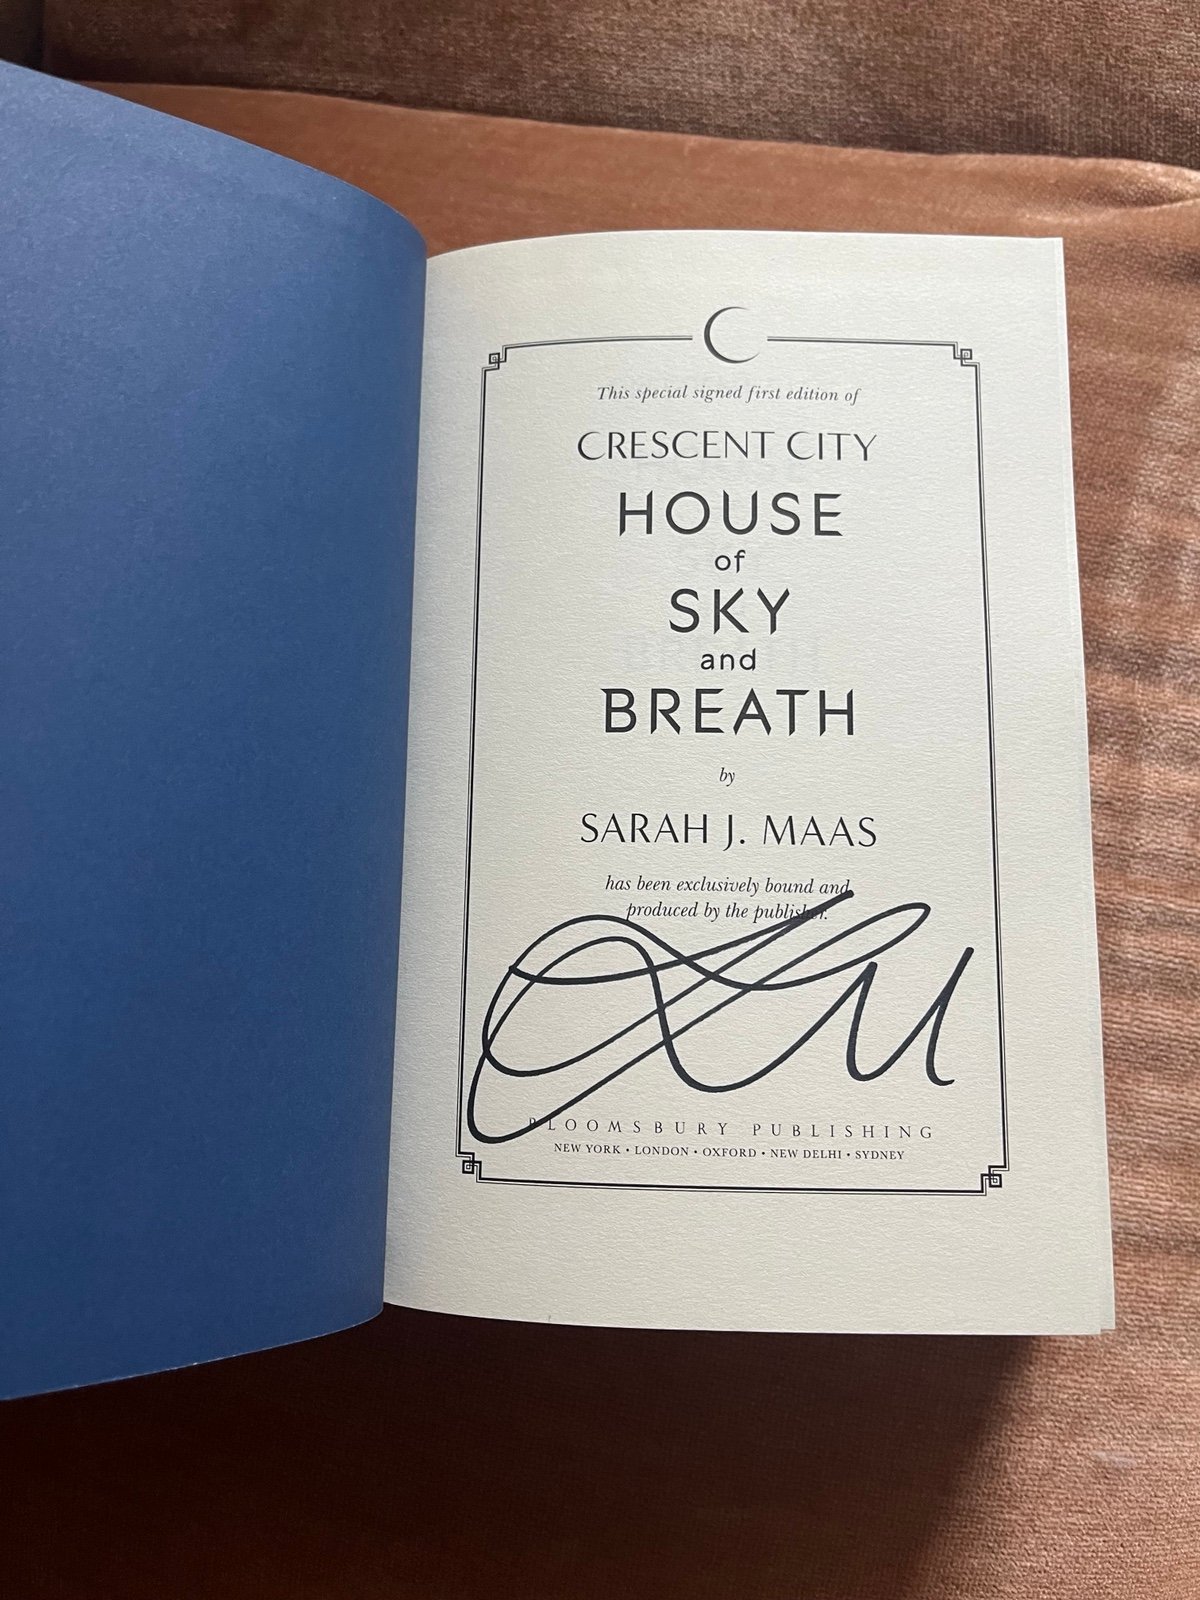 This special signed first edition of
CRESCENT CITY
HOUSE
of
SKY
and
BREATH
by
SARAH J. MAAS
has been exclusively bound and
produced by the publisher.
BLOOMSBURY PUBLISHING
NEW YORK • LONDON • OXFORD • NEW DELHI • SYDNEY